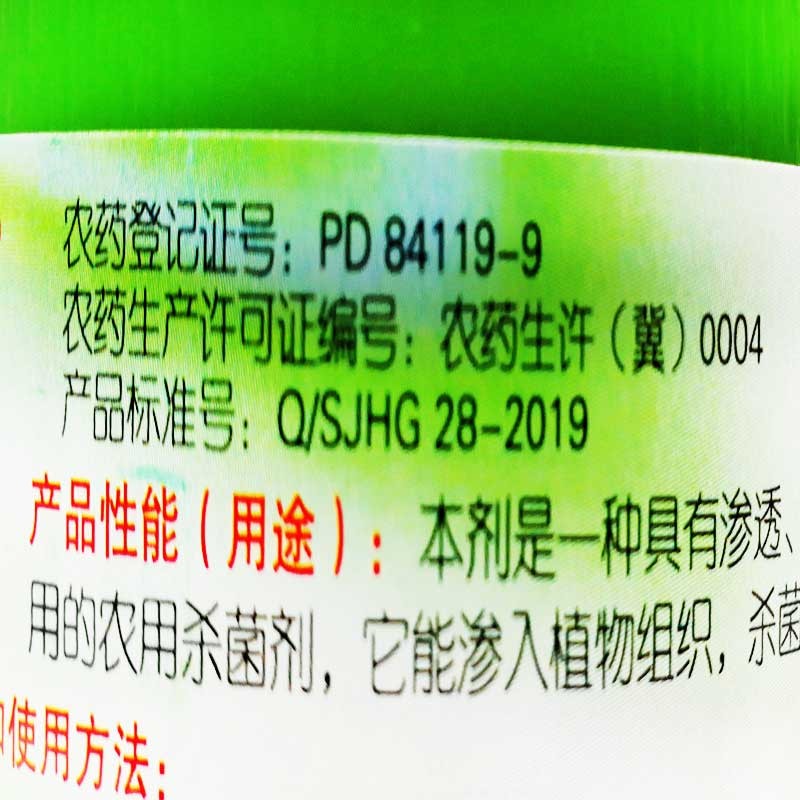 农药登记证号：PD 84119-9
农药生产许可证编号：农药生许（冀）0004
产品标准号：Q/SJHG 28-2019
产品性能（用途）：本剂是一种具有渗透、
用的农用杀菌剂，它能渗入植物组织，杀菌
和使用方法：